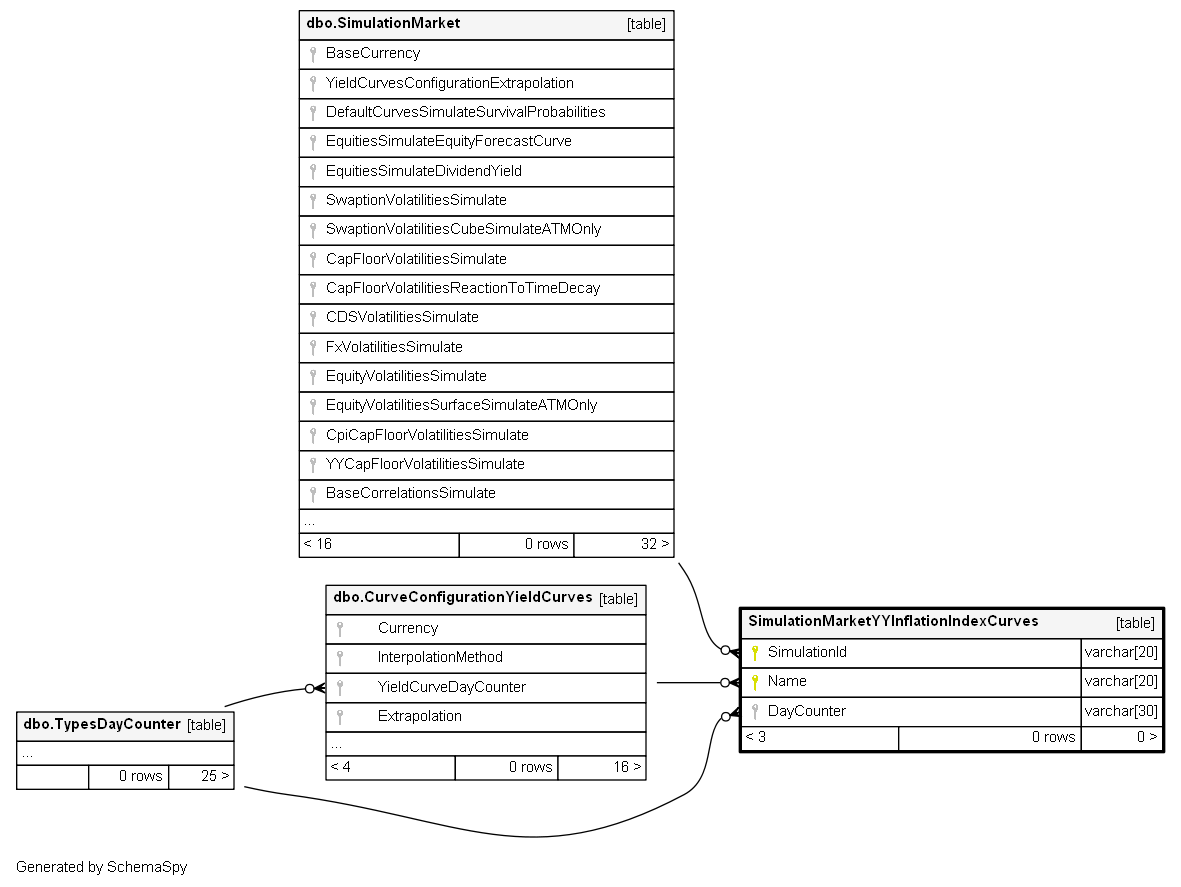 dbo.SimulationMarket [table]
BaseCurrency
YieldCurvesConfigurationExtrapolation
DefaultCurvesSimulateSurvivalProbabilities
EquitiesSimulateEquityForecastCurve
EquitiesSimulateDividendYield
SwaptionVolatilitiesSimulate
SwaptionVolatilitiesCubeSimulateATMOnly
CapFloorVolatilitiesSimulate
CapFloorVolatilitiesReactionToTimeDecay
CDSVolatilitiesSimulate
FxVolatilitiesSimulate
EquityVolatilitiesSimulate
EquityVolatilitiesSurfaceSimulateATMOnly
CpiCapFloorVolatilitiesSimulate
YYCapFloorVolatilitiesSimulate
BaseCorrelationsSimulate
...
< 16 0 rows 32 >
dbo.CurveConfigurationYieldCurves [table]
Currency
InterpolationMethod
YieldCurveDayCounter
Extrapolation
...
< 4 0 rows 16 >
SimulationMarketYYInflationIndexCurves [table]
SimulationId varchar[20]
Name varchar[20]
DayCounter varchar[30]
< 3 0 rows 0 >
dbo.TypesDayCounter [table]
...
0 rows 25 >
Generated by SchemaSpy